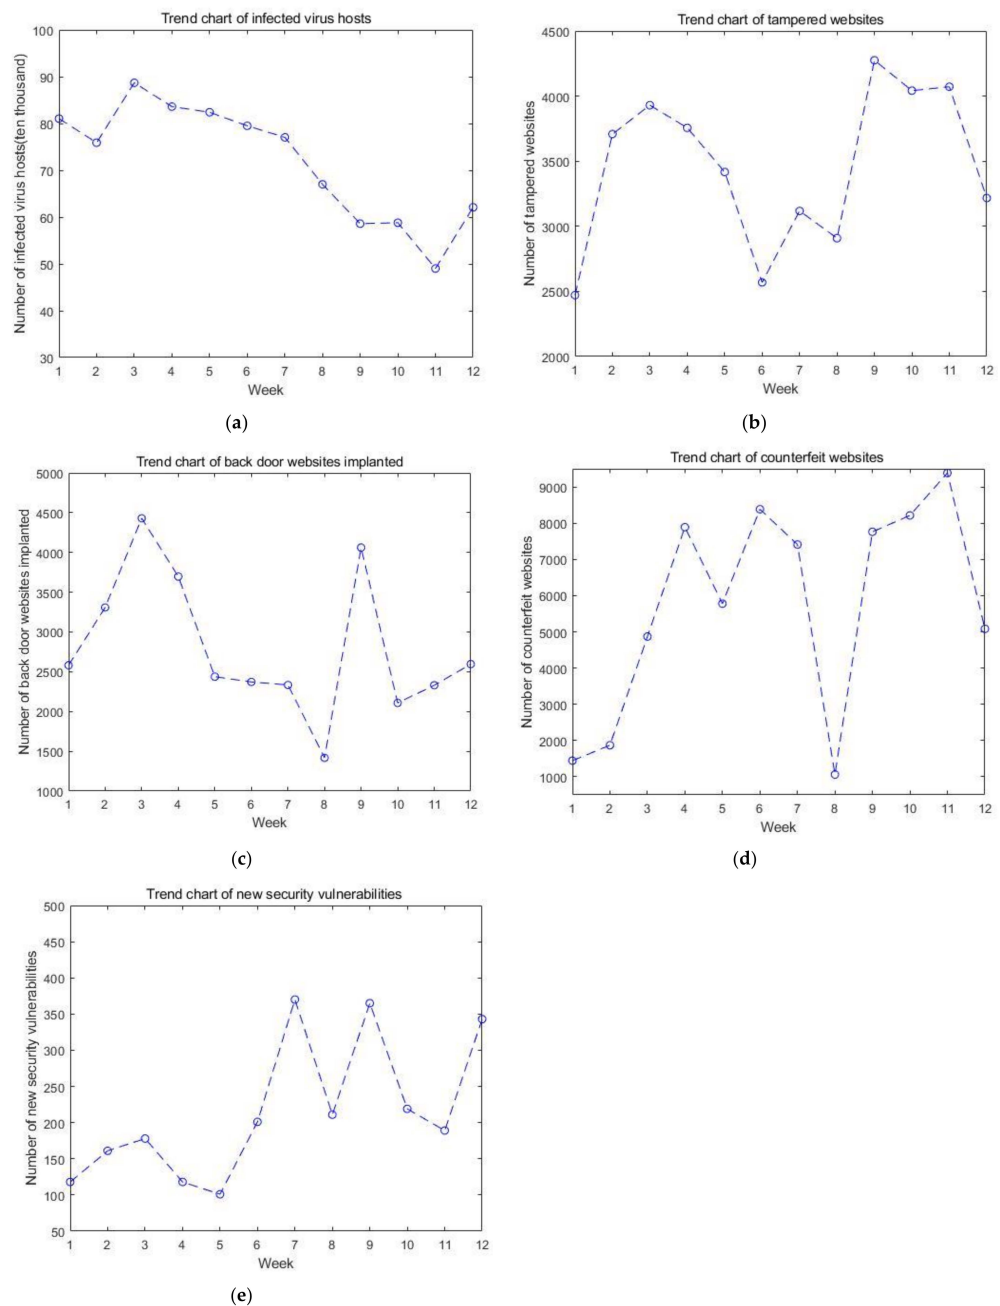 Trend chart of infected virus hosts
Number of infected virus hosts(ten thousand)
100
90
80
70
60
50
40
30
1 2 3 4 5 6 7 8 9 10 11 12
Week
(a)
Trend chart of tampered websites
Number of tampered websites
4500
4000
3500
3000
2500
2000
1 2 3 4 5 6 7 8 9 10 11 12
Week
(b)
Trend chart of back door websites implanted
Number of back door websites implanted
5000
4500
4000
3500
3000
2500
2000
1500
1000
1 2 3 4 5 6 7 8 9 10 11 12
Week
(c)
Trend chart of counterfeit websites
Number of counterfeit websites
9000
8000
7000
6000
5000
4000
3000
2000
1000
1 2 3 4 5 6 7 8 9 10 11 12
Week
(d)
Trend chart of new security vulnerabilities
Number of new security vulnerabilities
500
450
400
350
300
250
200
150
100
50
1 2 3 4 5 6 7 8 9 10 11 12
Week
(e)